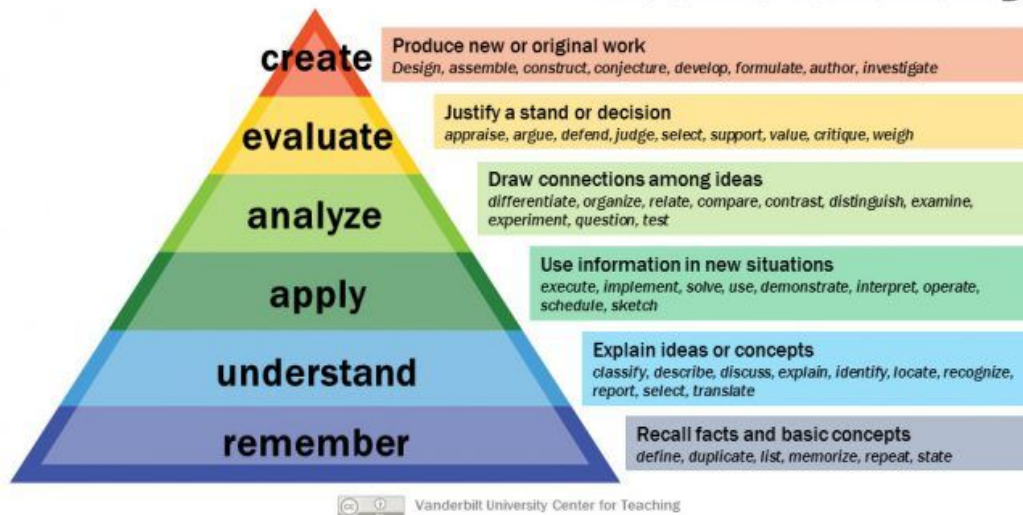 create
Produce new or original work
Design, assemble, construct, conjecture, develop, formulate, author, investigate
evaluate
Justify a stand or decision
appraise, argue, defend, judge, select, support, value, critique, weigh
analyze
Draw connections among ideas
differentiate, organize, relate, compare, contrast, distinguish, examine,
experiment, question, test
apply
Use information in new situations
execute, implement, solve, use, demonstrate, interpret, operate,
schedule, sketch
understand
Explain ideas or concepts
classify, describe, discuss, explain, identify, locate, recognize,
report, select, translate
remember
Recall facts and basic concepts
define, duplicate, list, memorize, repeat, state
cc
Vanderbilt University Center for Teaching